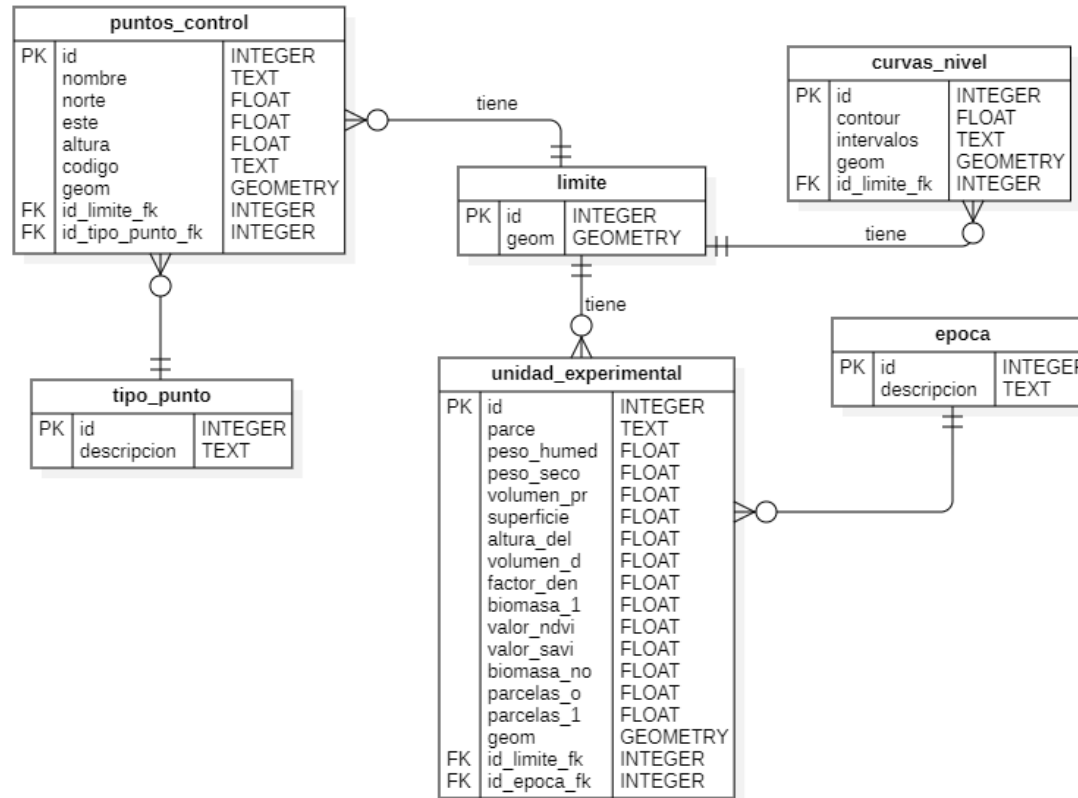 puntos_control
PK id INTEGER
nombre TEXT
norte FLOAT
este FLOAT
altura FLOAT
codigo TEXT
geom GEOMETRY
FK id_limite_fk INTEGER
FK id_tipo_punto_fk INTEGER
tiene
curvas_nivel
PK id INTEGER
contour FLOAT
intervalos TEXT
geom GEOMETRY
FK id_limite_fk INTEGER
limite
PK id INTEGER
geom GEOMETRY
tiene
tiene
tipo_punto
PK id INTEGER
descripcion TEXT
epoca
PK id INTEGER
descripcion TEXT
unidad_experimental
PK id INTEGER
parce TEXT
peso_humed FLOAT
peso_seco FLOAT
volumen_pr FLOAT
superficie FLOAT
altura_del FLOAT
volumen_d FLOAT
factor_den FLOAT
biomasa_1 FLOAT
valor_ndvi FLOAT
valor_savi FLOAT
biomasa_no FLOAT
parcelas_o FLOAT
parcelas_1 FLOAT
geom GEOMETRY
FK id_limite_fk INTEGER
FK id_epoca_fk INTEGER